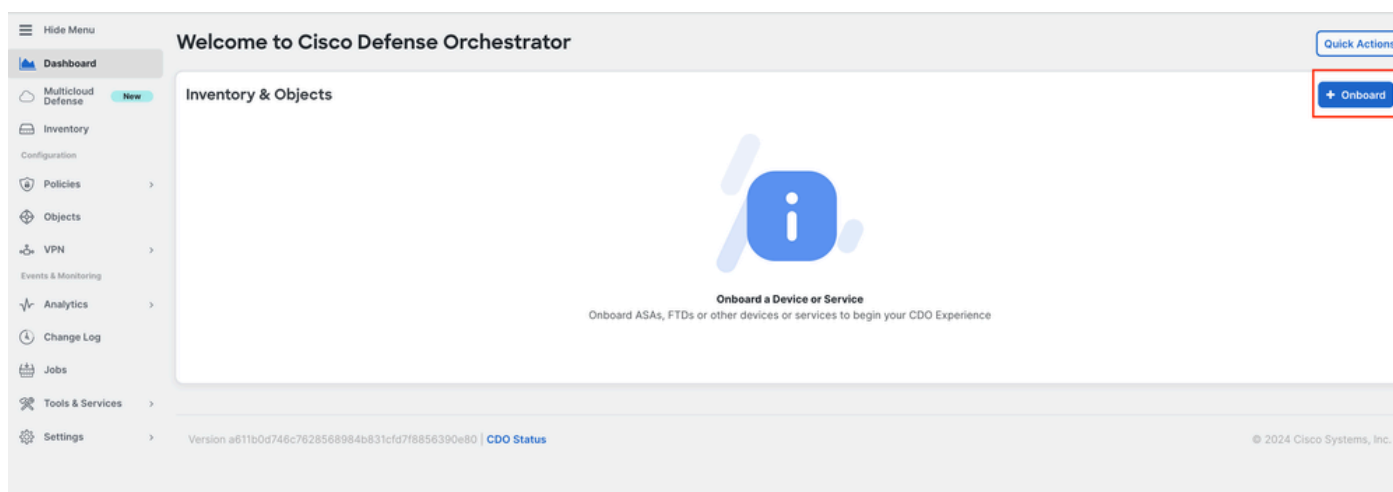 Hide Menu
Dashboard
Multicloud
Defense
New
Inventory
Configuration
Policies
Objects
VPN
Events & Monitoring
Analytics
Change Log
Jobs
Tools & Services
Settings
Welcome to Cisco Defense Orchestrator
Quick Actions
Inventory & Objects
+ Onboard
Onboard a Device or Service
Onboard ASAs, FTDs or other devices or services to begin your CDO Experience
Version a611b0d746c7628568984b831cfd7f8856390e80 | CDO Status
© 2024 Cisco Systems, Inc.